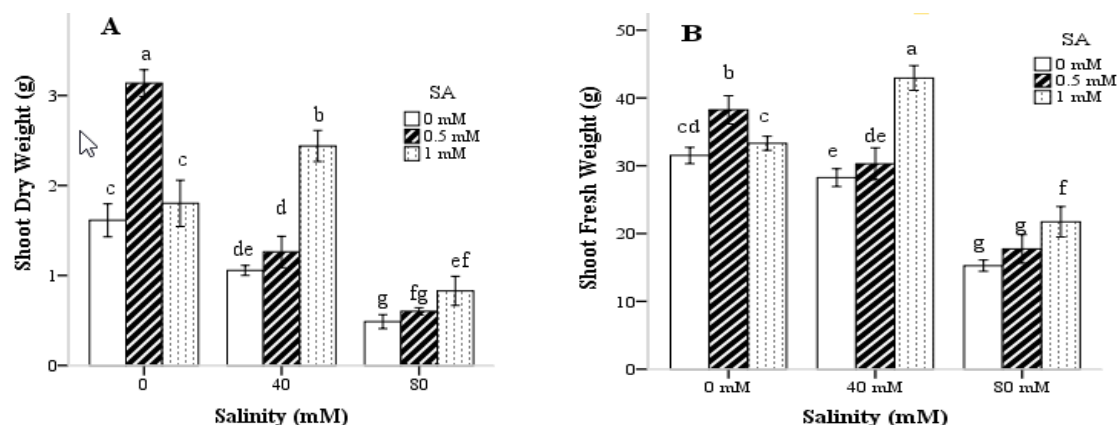 A
Shoot Dry Weight (g)
3
2
1
0
a
c
c
de
d
b
g
fg
ef
SA
0 mM
0.5 mM
1 mM
0
40
80
Salinity (mM)
B
Shoot Fresh Weight (g)
50
40
30
20
10
0
cd
b
c
e
de
a
g
g
f
SA
0 mM
0.5 mM
1 mM
0 mM
40 mM
80 mM
Salinity (mM)